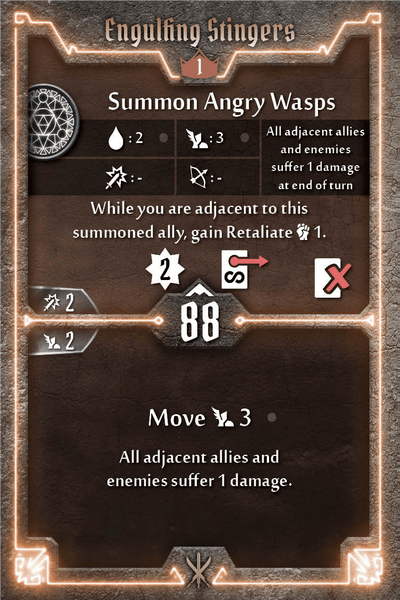 Engulfing Stingers
1
Summon Angry Wasps
: 2
: 3
All adjacent allies
and enemies
suffer 1 damage
at end of turn
: -
: -
While you are adjacent to this
summoned ally, gain Retaliate 1.
2
S
2
88
2
Move 3
All adjacent allies and
enemies suffer 1 damage.